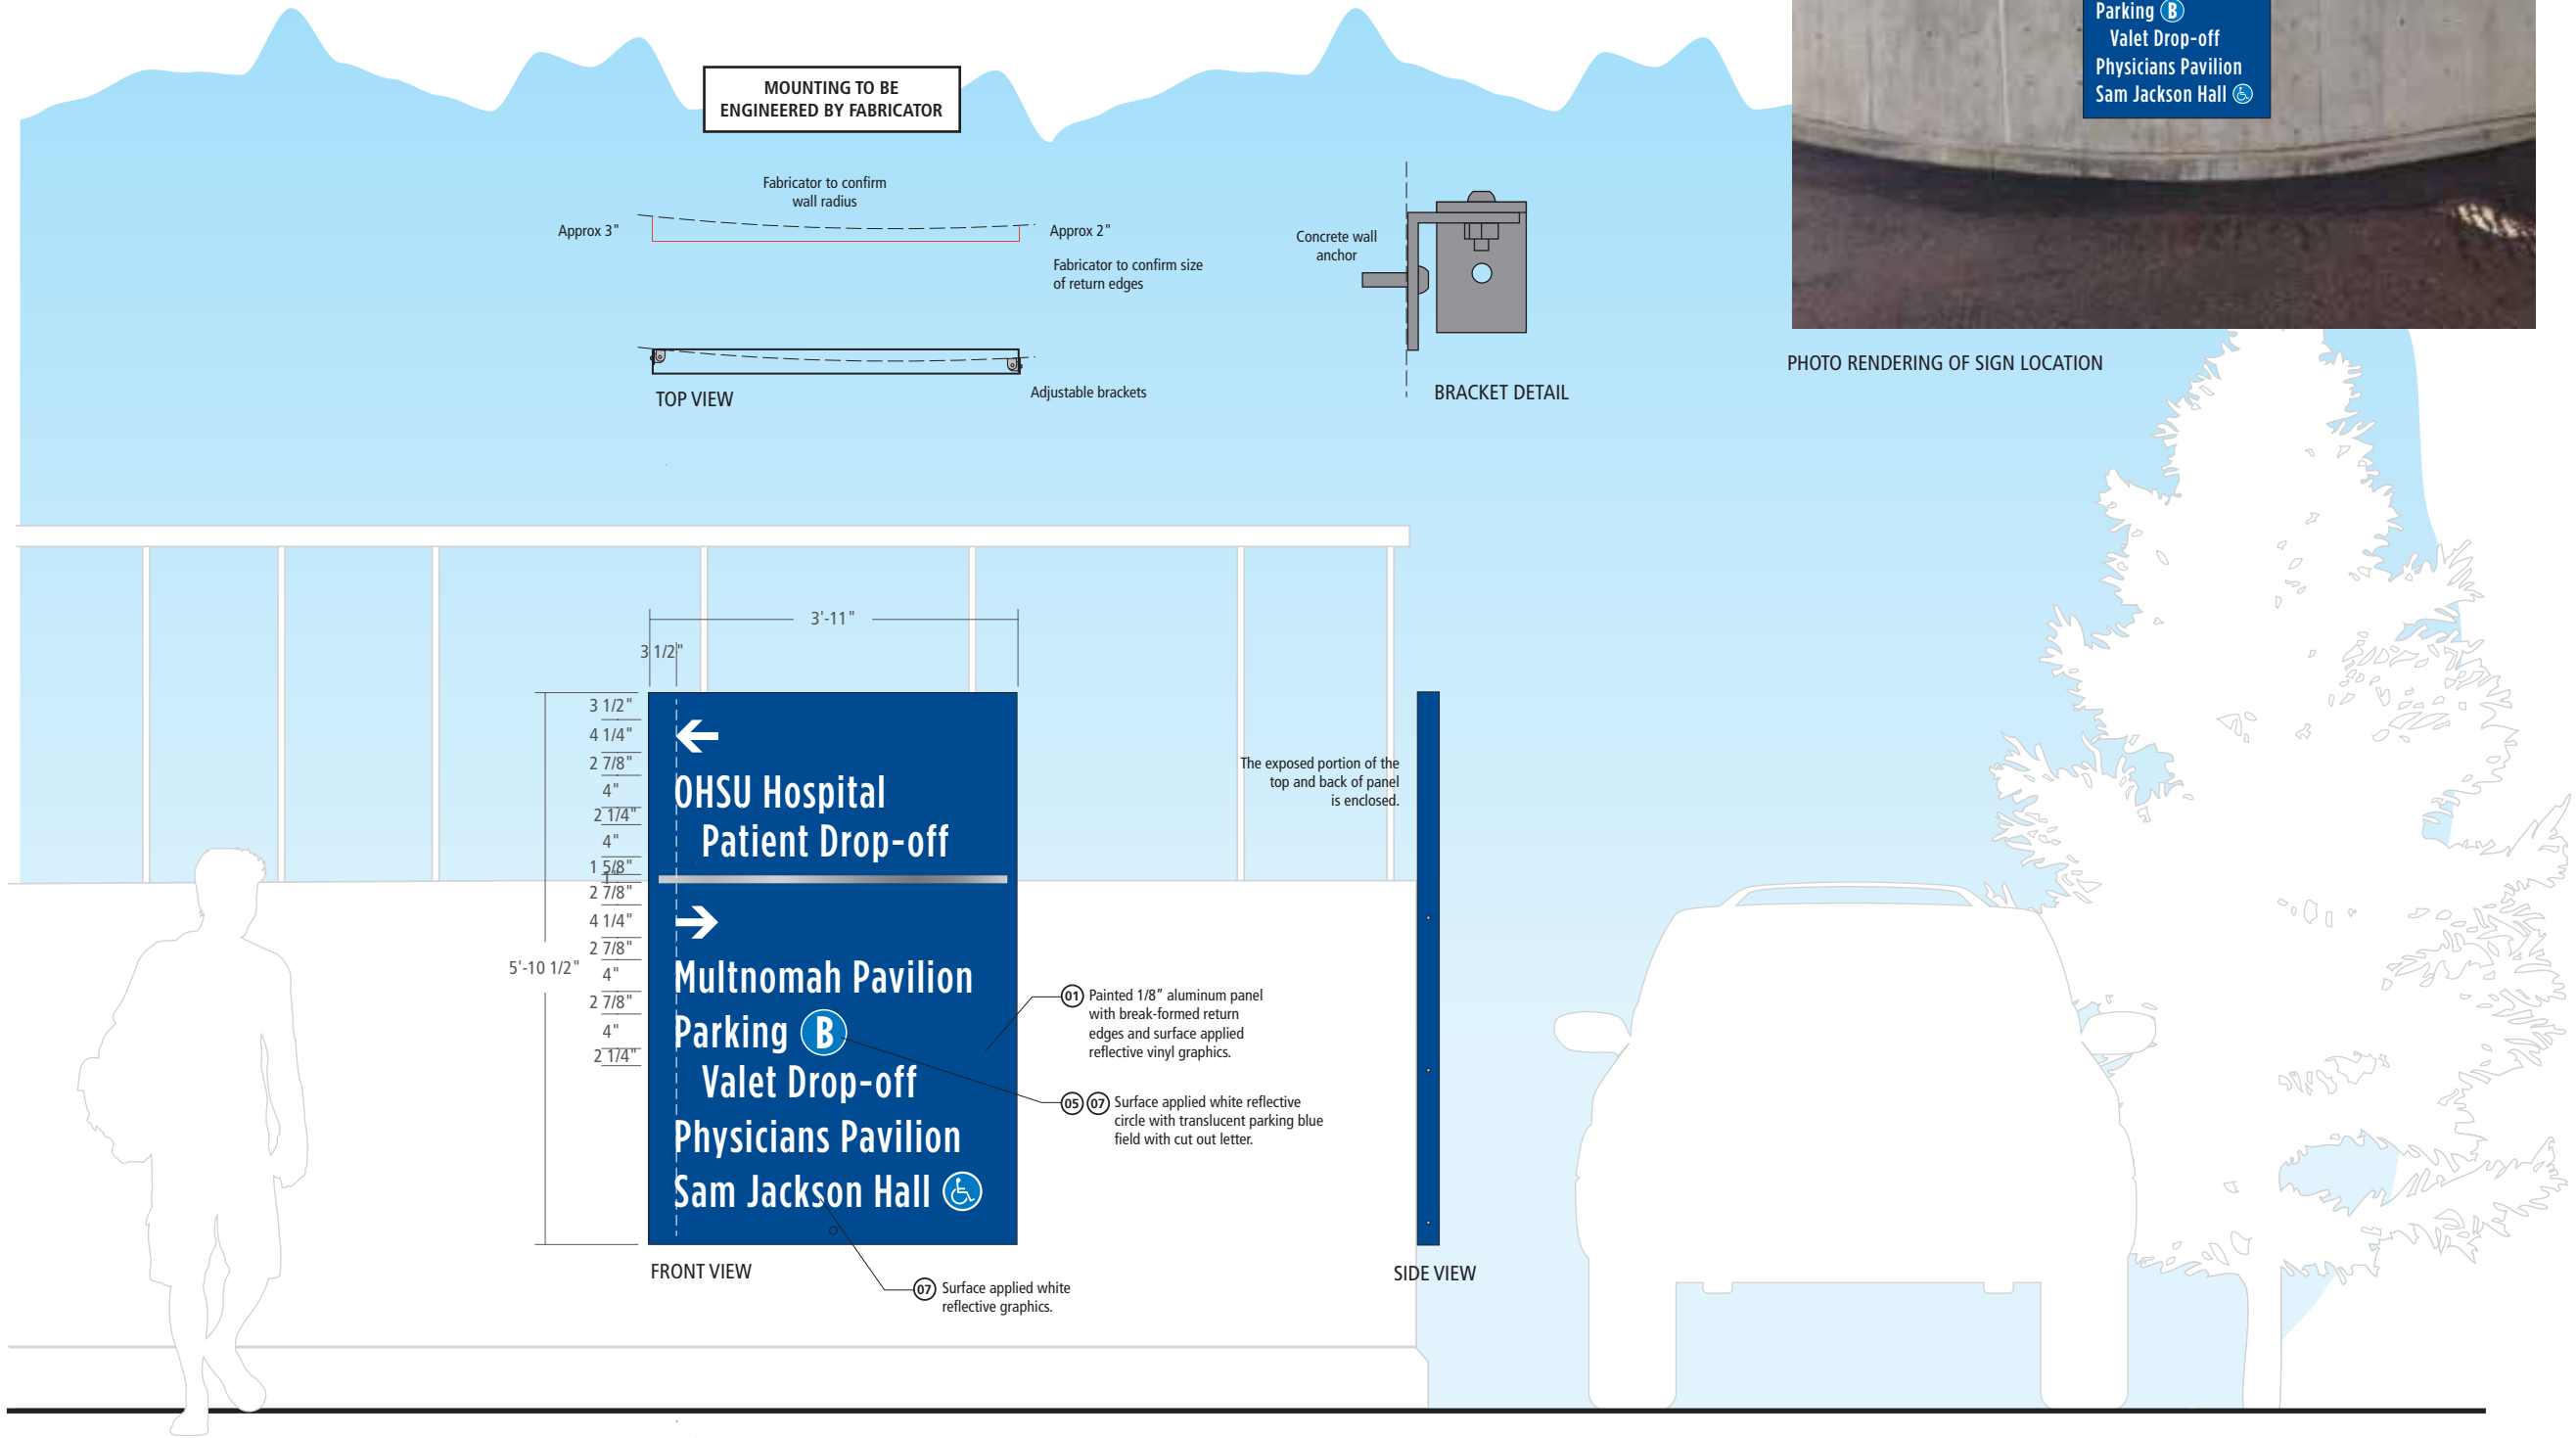 Parking B
Valet Drop-off
Physicians Pavilion
Sam Jackson Hall
PHOTO RENDERING OF SIGN LOCATION
MOUNTING TO BE
ENGINEERED BY FABRICATOR
Fabricator to confirm
wall radius
Approx 3"
Approx 2"
Fabricator to confirm size
of return edges
Adjustable brackets
TOP VIEW
Concrete wall
anchor
BRACKET DETAIL
3'-11"
3 1/2"
3 1/2"
4 1/4"
2 7/8"
4"
2 1/4"
4"
1 5/8"
1"
2 7/8"
4 1/4"
2 7/8"
4"
2 7/8"
4"
2 1/4"
5'-10 1/2"
OHSU Hospital
Patient Drop-off
Multnomah Pavilion
Parking B
Valet Drop-off
Physicians Pavilion
Sam Jackson Hall
FRONT VIEW
The exposed portion of the
top and back of panel
is enclosed.
SIDE VIEW
01 Painted 1/8″ aluminum panel
with break-formed return
edges and surface applied
reflective vinyl graphics.
05 07 Surface applied white reflective
circle with translucent parking blue
field with cut out letter.
07 Surface applied white
reflective graphics.